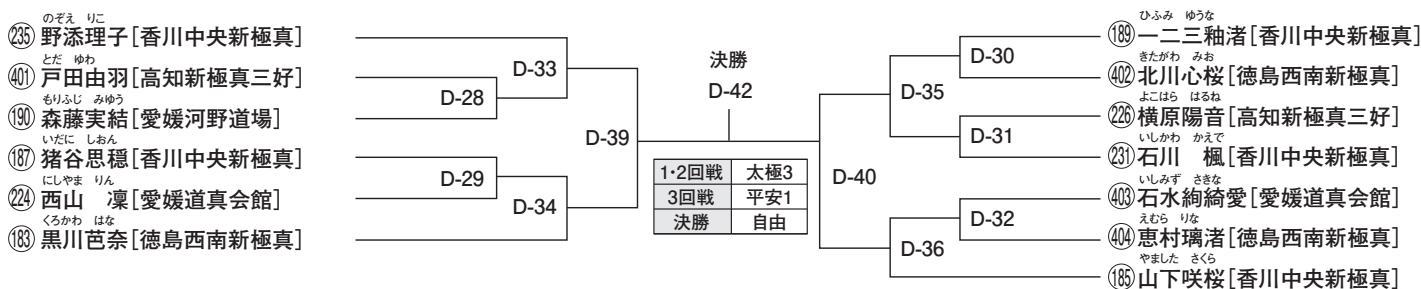 のぞえ りこ
235 野添理子[香川中央新極真]
とだ ゆわ
401 戸田由羽[高知新極真三好]
もりふじ みゆう
190 森藤実結[愛媛河野道場]
いだに しおん
187 猪谷思穏[香川中央新極真]
にしやま りん
224 西山 凜[愛媛道真会館]
くろかわ はな
183 黒川芭奈[徳島西南新極真]
D-33
D-28
D-29
D-34
D-39
決勝
D-42
1・2回戦 太極3
3回戦 平安1
決勝 自由
D-40
D-35
D-36
D-30
D-31
D-32
ひふみ ゆうな
189 一二三釉渚[香川中央新極真]
きたがわ みお
402 北川心桜[徳島西南新極真]
よこはら はるね
226 横原陽音[高知新極真三好]
いしかわ かえで
231 石川 楓[香川中央新極真]
いしみず さきな
403 石水絢綺愛[愛媛道真会館]
えむら りな
404 恵村璃渚[徳島西南新極真]
やました さくら
185 山下咲桜[香川中央新極真]